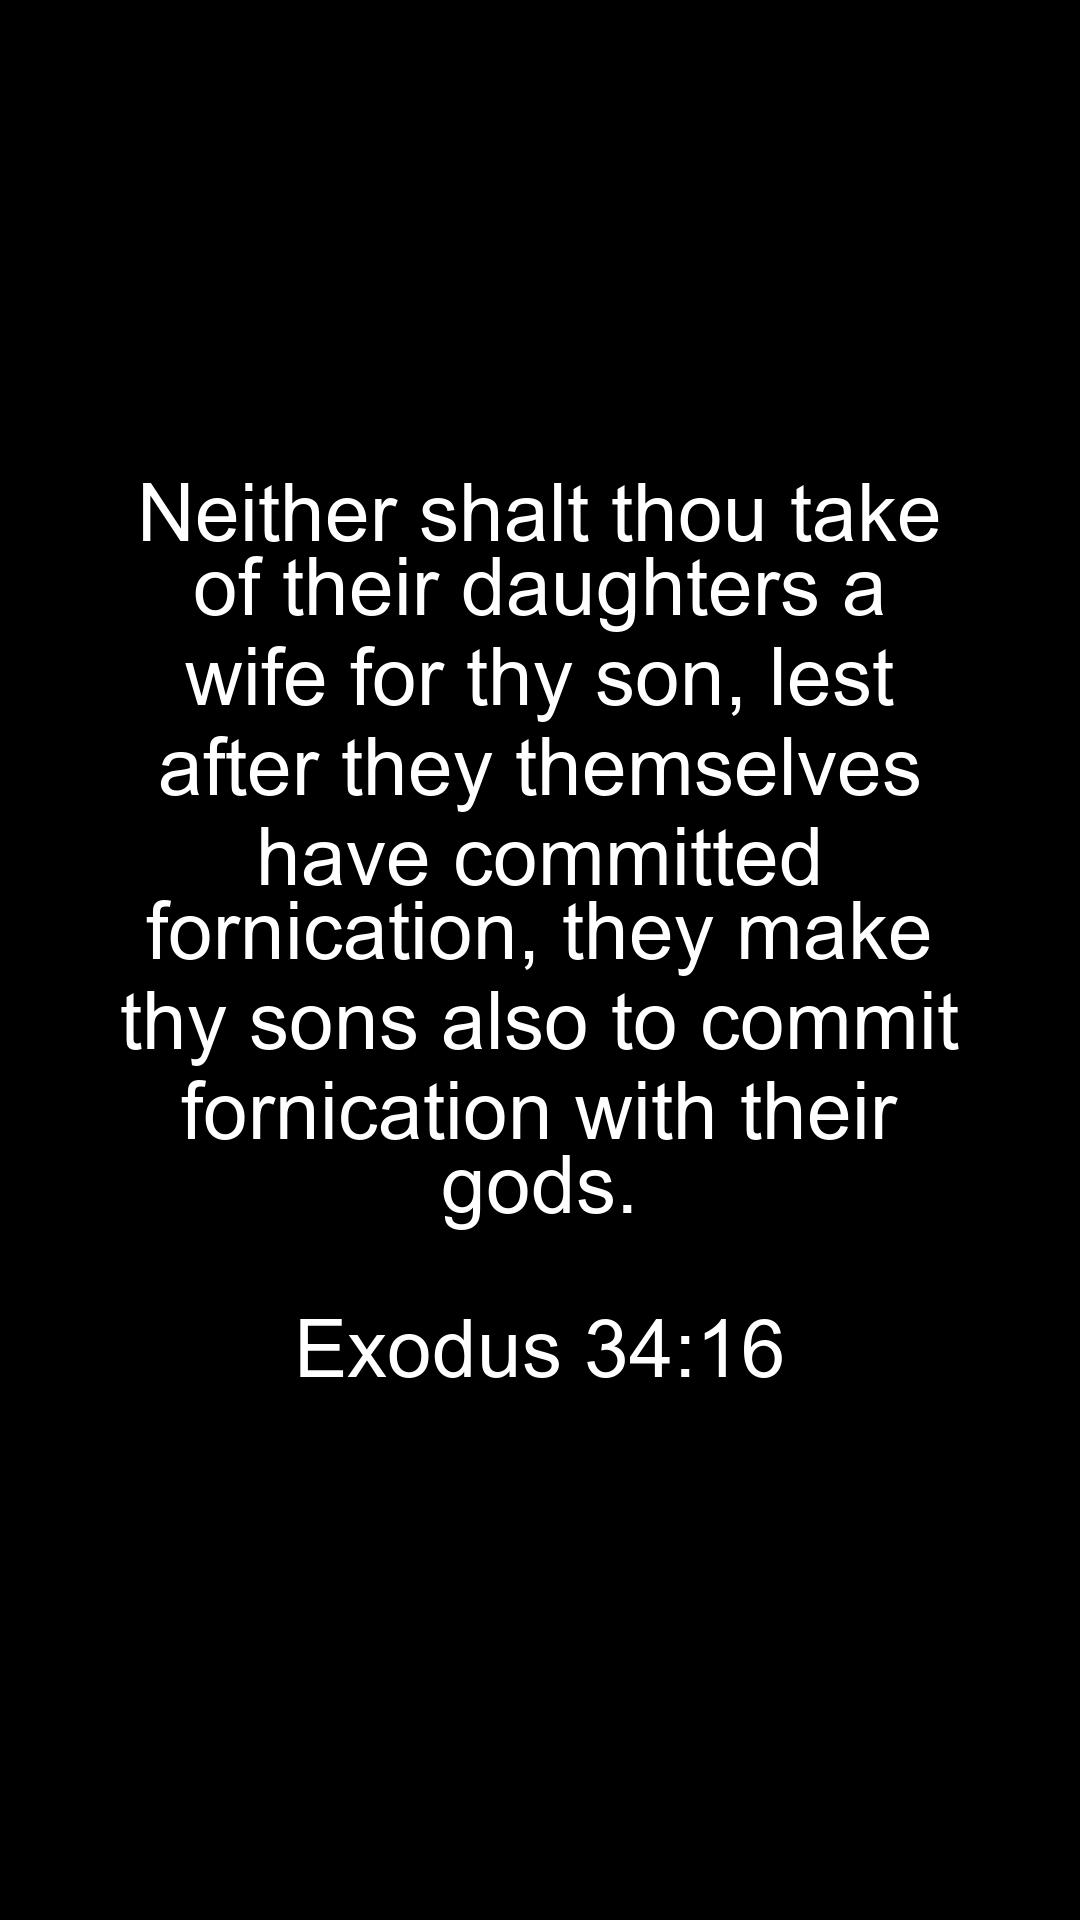 Neither shalt thou take
of their daughters a
wife for thy son, lest
after they themselves
have committed
fornication, they make
thy sons also to commit
fornication with their
gods.
Exodus 34:16